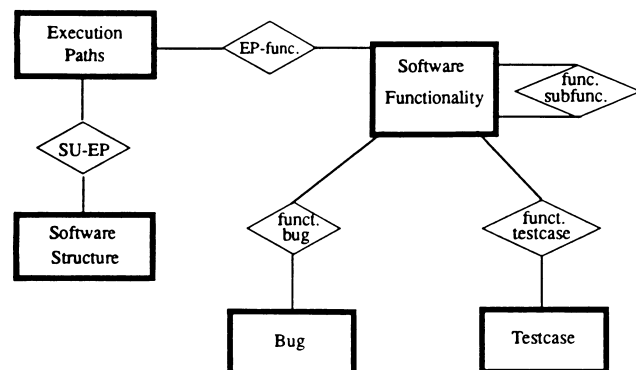 Execution
Paths
EP-func.
Software
Functionality
func.
subfunc.
SU-EP
Software
Structure
funct.
bug
funct.
testcase
Bug
Testcase